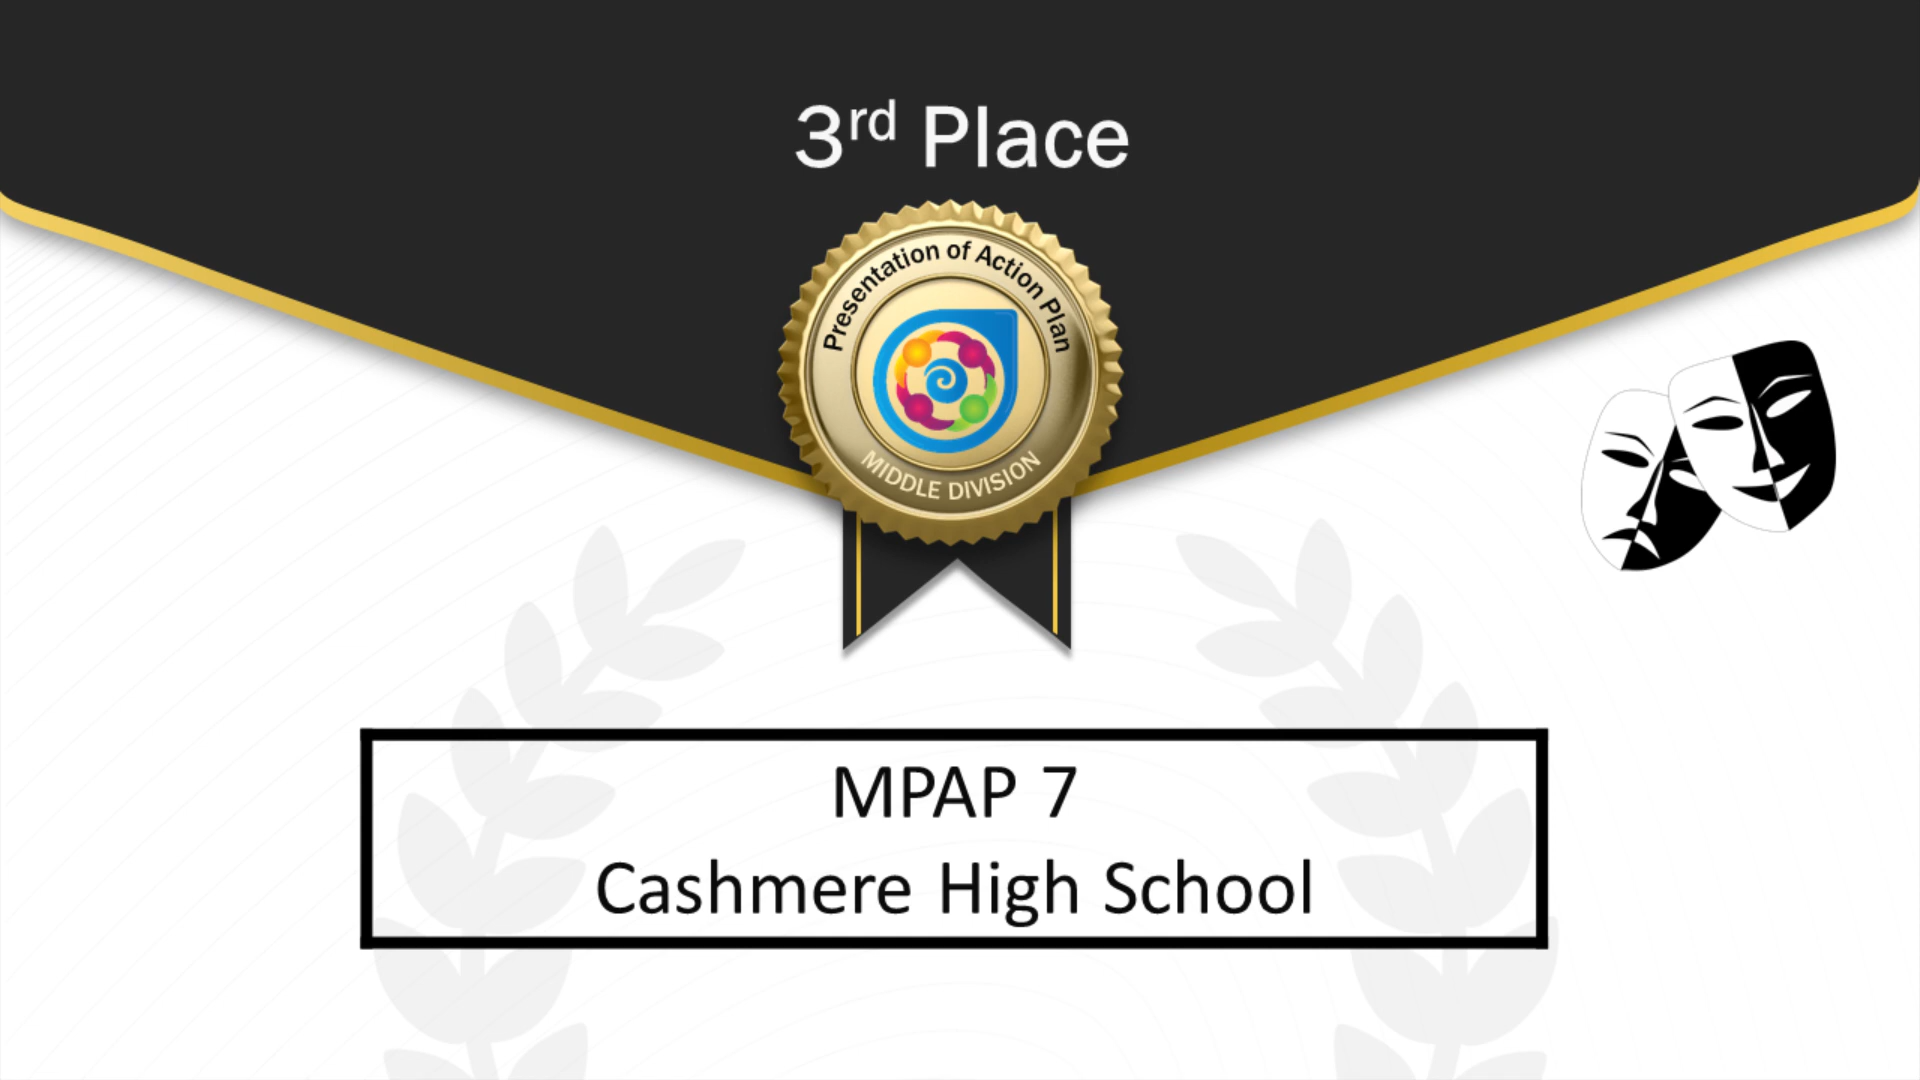 3rd Place
Presentation of Action Plan
MIDDLE DIVISION
MPAP 7
Cashmere High School